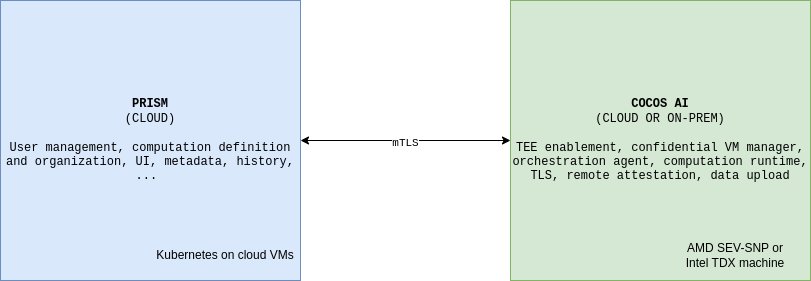 PRISM
(CLOUD)
User management, computation definition
and organization, UI, metadata, history,
...
Kubernetes on cloud VMs
mTLS
COCOS AI
(CLOUD OR ON-PREM)
TEE enablement, confidential VM manager,
orchestration agent, computation runtime,
TLS, remote attestation, data upload
AMD SEV-SNP or
Intel TDX machine